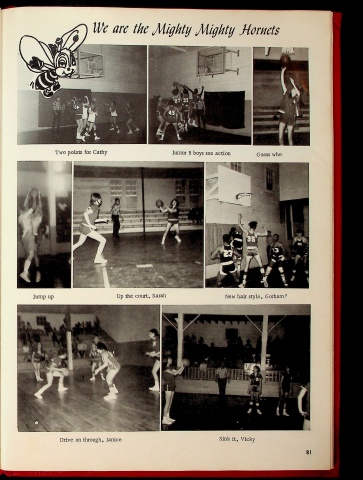 We are the Mighty Mighty Hornets
Two points for Cathy
Junior B boys see action
Guess who
Jump up
Up the court, Sarah
New hair style, Gotham?
Drive on through, Janice
Sink it, Vicky
81